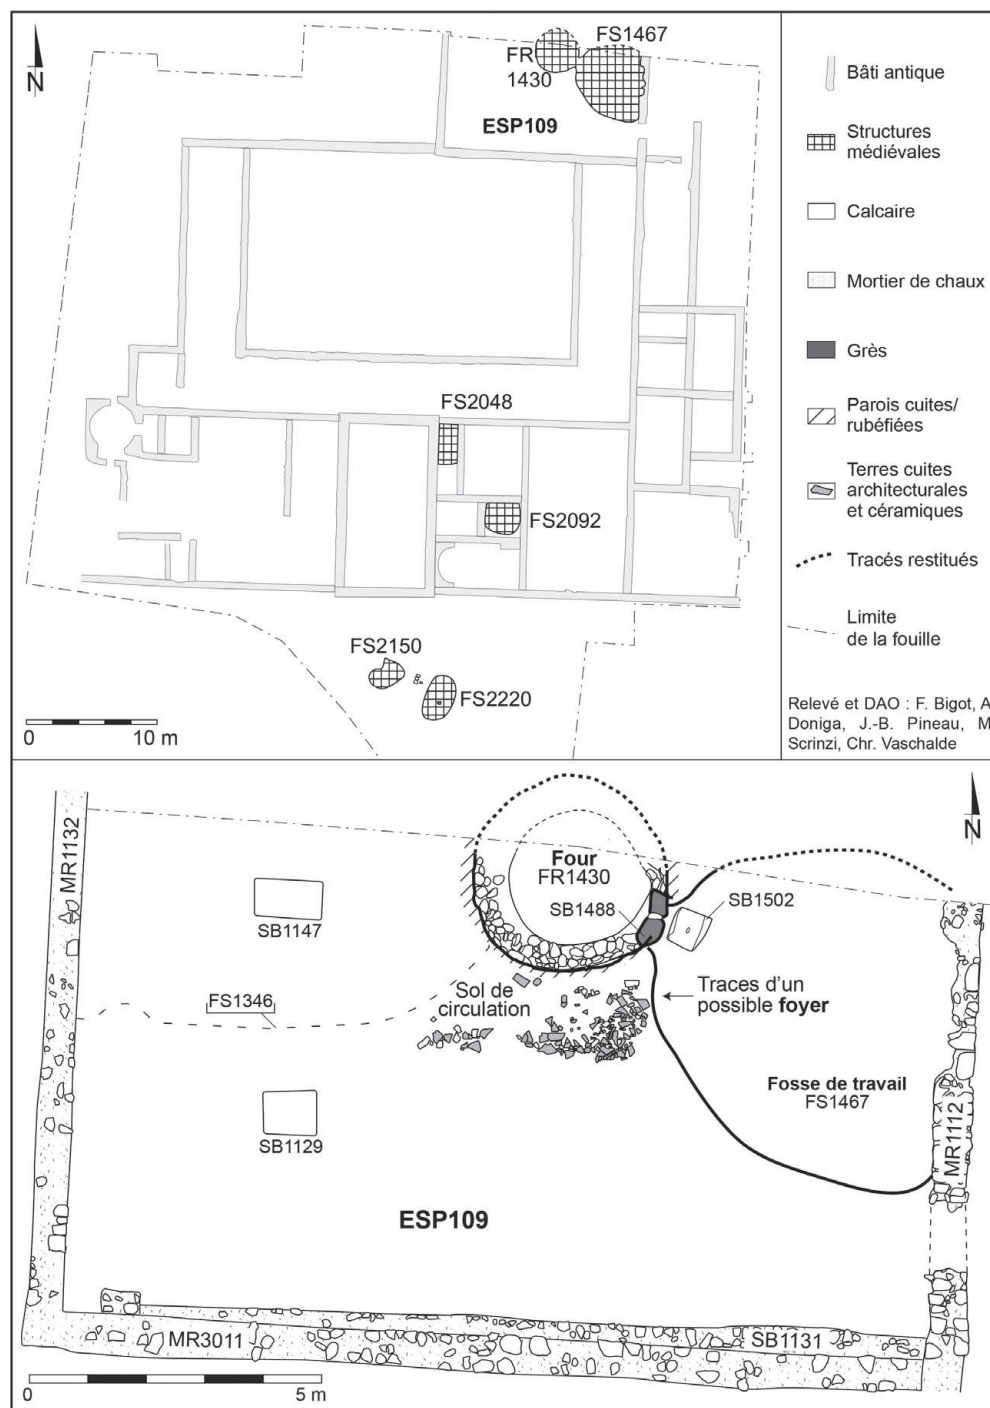 N
FR
1430
FS1467
ESP109
FS2048
FS2092
FS2150
FS2220
0 10 m
Bâti antique
Structures
médiévales
Calcaire
Mortier de chaux
Grès
Parois cuites/
rubéfiées
Terres cuites
architecturales
et céramiques
Tracés restitués
Limite
de la fouille
Relevé et DAO : F. Bigot, A
Doniga, J.-B. Pineau, M
Scrinzi, Chr. Vaschalde
N
MR1132
SB1147
FS1346
SB1129
Four
FR1430
SB1488
SB1502
Sol de
circulation
Traces d'un
possible foyer
Fosse de travail
FS1467
MR1112
ESP109
MR3011
SB1131
0 5 m